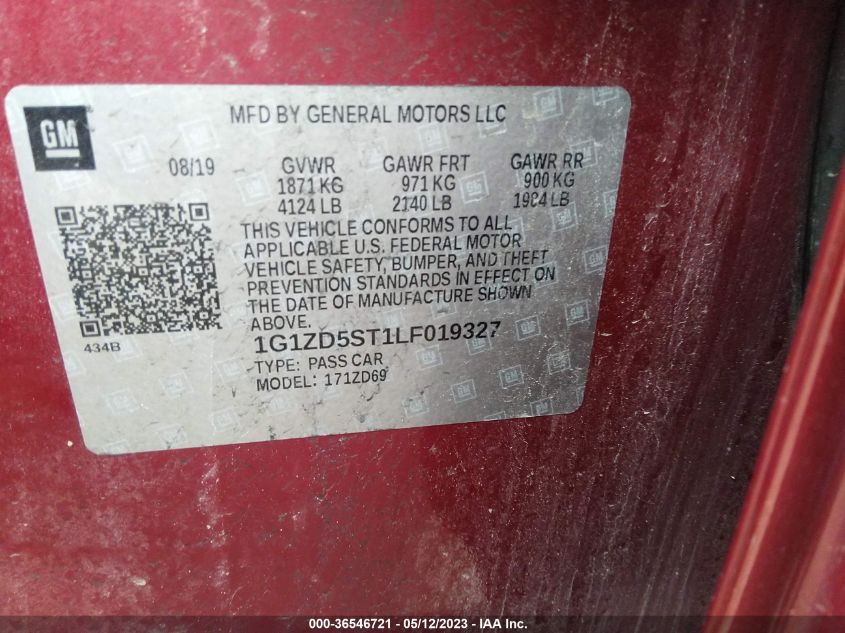 GM
MFD BY GENERAL MOTORS LLC
08/19 GVWR GAWR FRT GAWR RR
1871 KG 971 KG 900 KG
4124 LB 2140 LB 1984 LB
THIS VEHICLE CONFORMS TO ALL
APPLICABLE U.S. FEDERAL MOTOR
VEHICLE SAFETY, BUMPER, AND THEFT
PREVENTION STANDARDS IN EFFECT ON
THE DATE OF MANUFACTURE SHOWN
ABOVE.
434B
1G1ZD5ST1LF019327
TYPE: PASS CAR
MODEL: 171ZD69
000-36546721 - 05/12/2023 - IAA Inc.